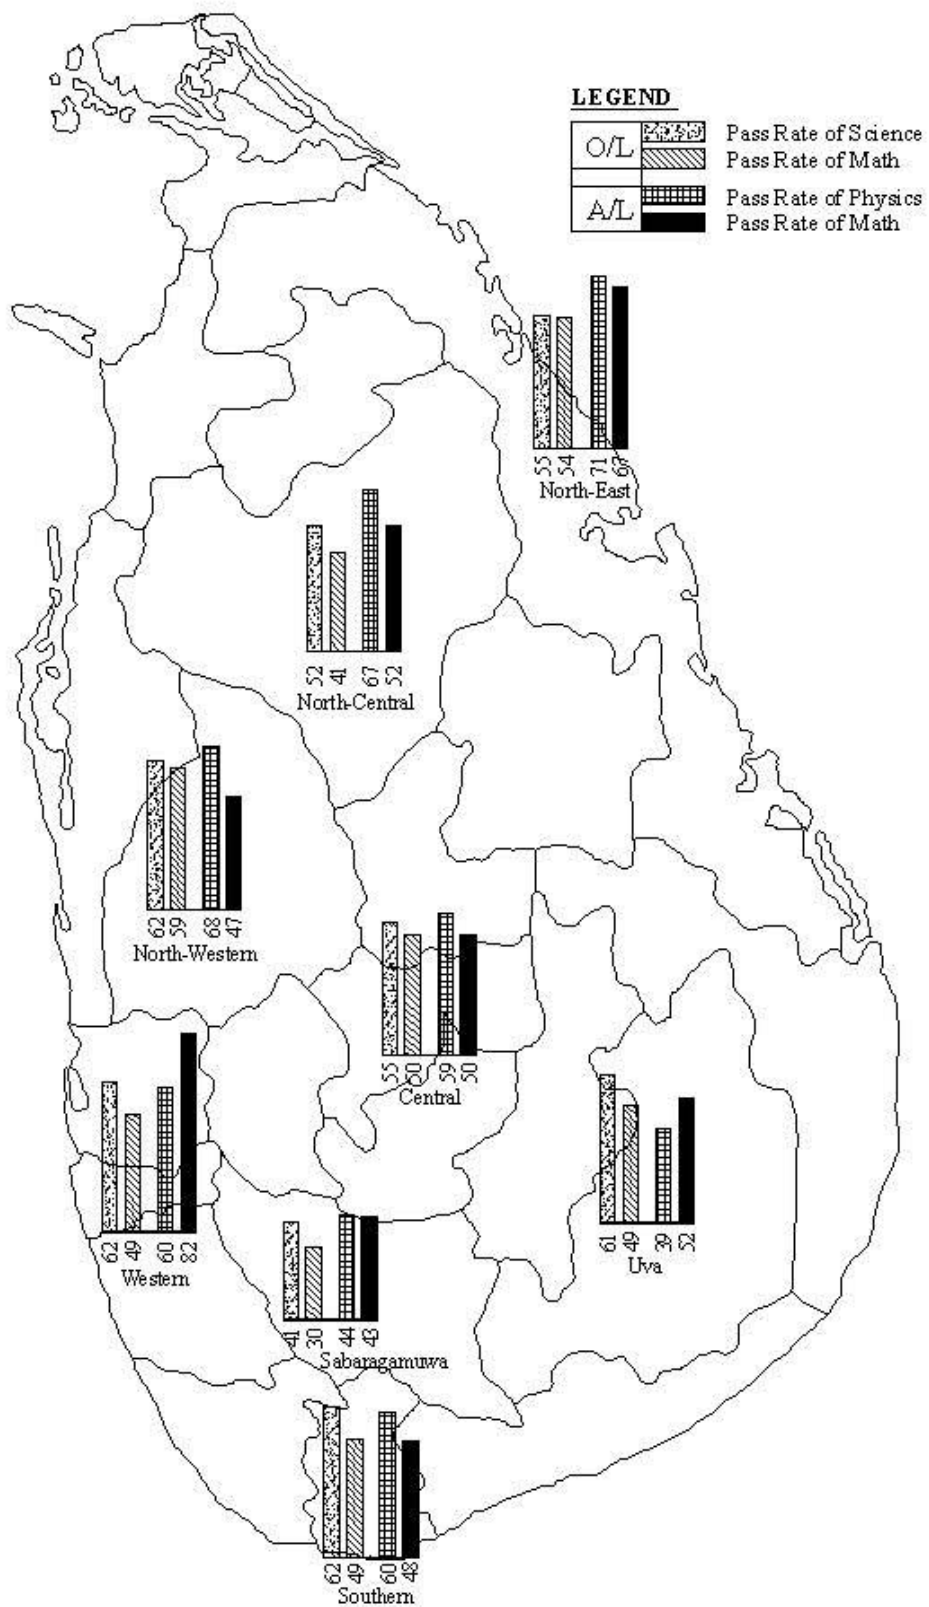 LEGEND
O/L
Pass Rate of Science
Pass Rate of Math
A/L
Pass Rate of Physics
Pass Rate of Math
55 54 71 67
North-East
52 41 67 52
North-Central
62 59 68 47
North-Western
55 50 59 50
Central
62 49 60 82
Western
61 49 39 52
Uva
41 30 44 43
Sabaragamuwa
62 49 60 48
Southern